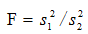 F = s₁² / s₂²